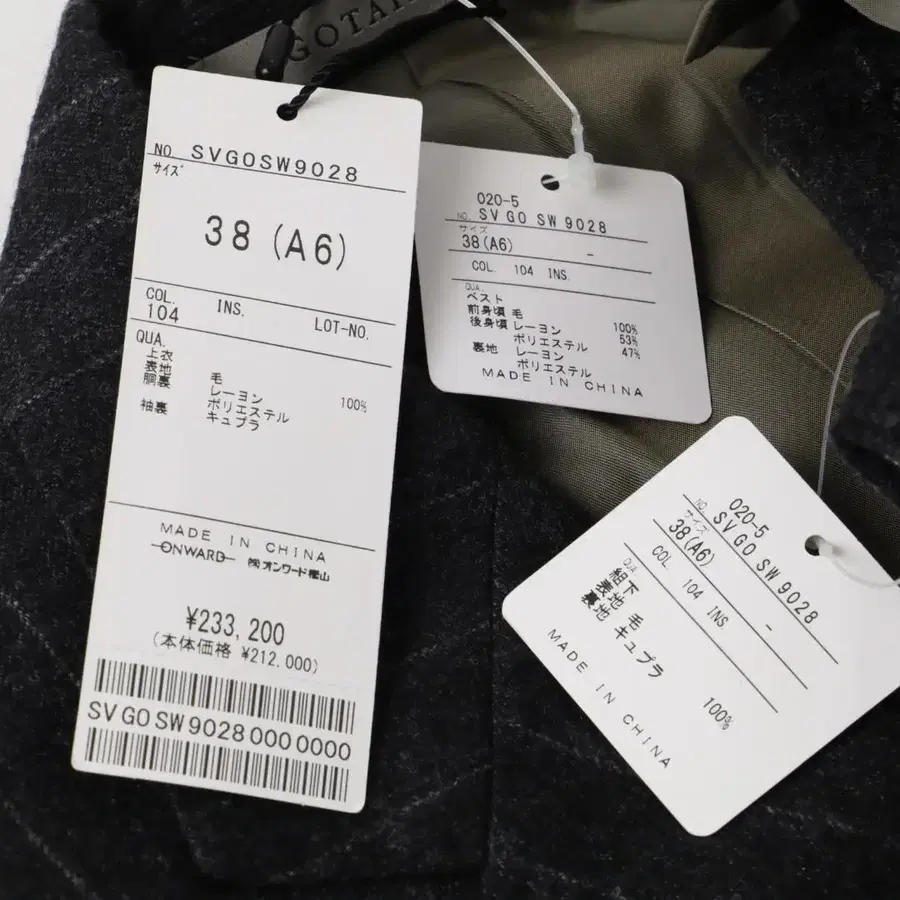 GOTAI
NO. SVGOSW9028
サイズ
38 (A6)
COL. INS. LOT-NO.
104
QUA.
上衣
表地 毛 100%
胴裏 レーヨン
ポリエステル
袖裏 キュプラ
MADE IN CHINA
ONWARD ㈱オンワード樫山
¥233,200
(本体価格 ¥212,000)
SVGOSW90280000000
020-5
NO. SV GO SW 9028
サイズ
38(A6) -
COL. 104 INS.
QUA.
ベスト
前身頃 毛 100%
後身頃 レーヨン 53%
ポリエステル 47%
裏地 レーヨン
ポリエステル
MADE IN CHINA
020-5
NO. SV GO SW 9028
サイズ
38(A6) -
COL 104 INS.
QUA
組下
表地 毛 100%
裏地 キュプラ
MADE IN CHINA